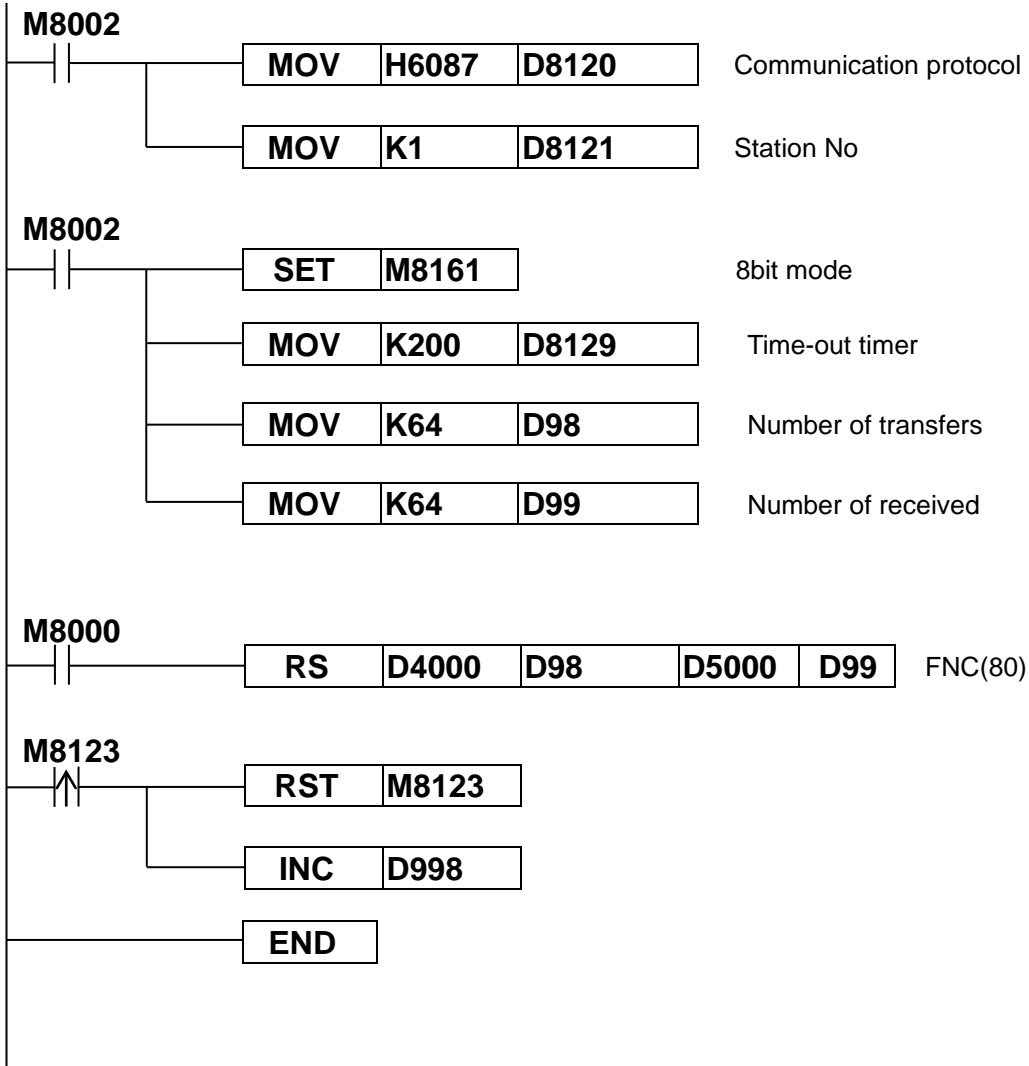 M8002
MOV H6087 D8120 Communication protocol
MOV K1 D8121 Station No
M8002
SET M8161 8bit mode
MOV K200 D8129 Time-out timer
MOV K64 D98 Number of transfers
MOV K64 D99 Number of received
M8000
RS D4000 D98 D5000 D99 FNC(80)
M8123
RST M8123
INC D998
END